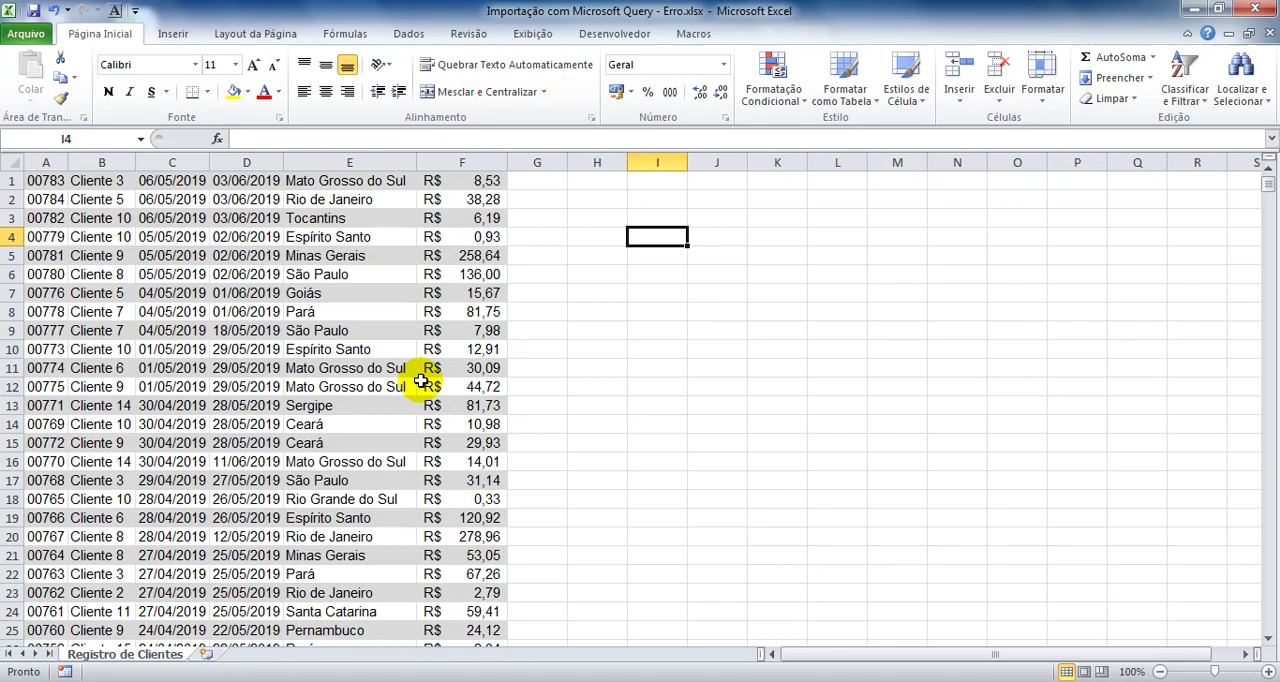 Importação com Microsoft Query - Erro.xlsx - Microsoft Excel
Arquivo Página Inicial Inserir Layout da Página Fórmulas Dados Revisão Exibição Desenvolvedor Macros
Colar Calibri 11 Quebrar Texto Automaticamente Geral Formatação Condicional Formatar como Tabela Estilos de Célula Inserir Excluir Formatar AutoSoma Classificar e Filtrar Localizar e Selecionar
N I S A Mesclar e Centralizar % 000 Preencher
Limpar
Área de Tran... Fonte Alinhamento Número Estilo Células Edição
I4 fx
A B C D E F G H I J K L M N O P Q R S
1 00783 Cliente 3 06/05/2019 03/06/2019 Mato Grosso do Sul R$ 8,53
2 00784 Cliente 5 06/05/2019 03/06/2019 Rio de Janeiro R$ 38,28
3 00782 Cliente 10 06/05/2019 03/06/2019 Tocantins R$ 6,19
4 00779 Cliente 10 05/05/2019 02/06/2019 Espírito Santo R$ 0,93
5 00781 Cliente 9 05/05/2019 02/06/2019 Minas Gerais R$ 258,64
6 00780 Cliente 8 05/05/2019 02/06/2019 São Paulo R$ 136,00
7 00776 Cliente 5 04/05/2019 01/06/2019 Goiás R$ 15,67
8 00778 Cliente 7 04/05/2019 01/06/2019 Pará R$ 81,75
9 00777 Cliente 7 04/05/2019 18/05/2019 São Paulo R$ 7,98
10 00773 Cliente 10 01/05/2019 29/05/2019 Espírito Santo R$ 12,91
11 00774 Cliente 6 01/05/2019 29/05/2019 Mato Grosso do Sul R$ 30,09
12 00775 Cliente 9 01/05/2019 29/05/2019 Mato Grosso do Sul R$ 44,72
13 00771 Cliente 14 30/04/2019 28/05/2019 Sergipe R$ 81,73
14 00769 Cliente 10 30/04/2019 28/05/2019 Ceará R$ 10,98
15 00772 Cliente 9 30/04/2019 28/05/2019 Ceará R$ 29,93
16 00770 Cliente 14 30/04/2019 11/06/2019 Mato Grosso do Sul R$ 14,01
17 00768 Cliente 3 29/04/2019 27/05/2019 São Paulo R$ 31,14
18 00765 Cliente 10 28/04/2019 26/05/2019 Rio Grande do Sul R$ 0,33
19 00766 Cliente 6 28/04/2019 26/05/2019 Espírito Santo R$ 120,92
20 00767 Cliente 8 28/04/2019 12/05/2019 Rio de Janeiro R$ 278,96
21 00764 Cliente 8 27/04/2019 25/05/2019 Minas Gerais R$ 53,05
22 00763 Cliente 3 27/04/2019 25/05/2019 Pará R$ 67,26
23 00762 Cliente 2 27/04/2019 25/05/2019 Rio de Janeiro R$ 2,79
24 00761 Cliente 11 27/04/2019 25/05/2019 Santa Catarina R$ 59,41
25 00760 Cliente 9 24/04/2019 22/05/2019 Pernambuco R$ 24,12
Registro de Clientes
Pronto 100%